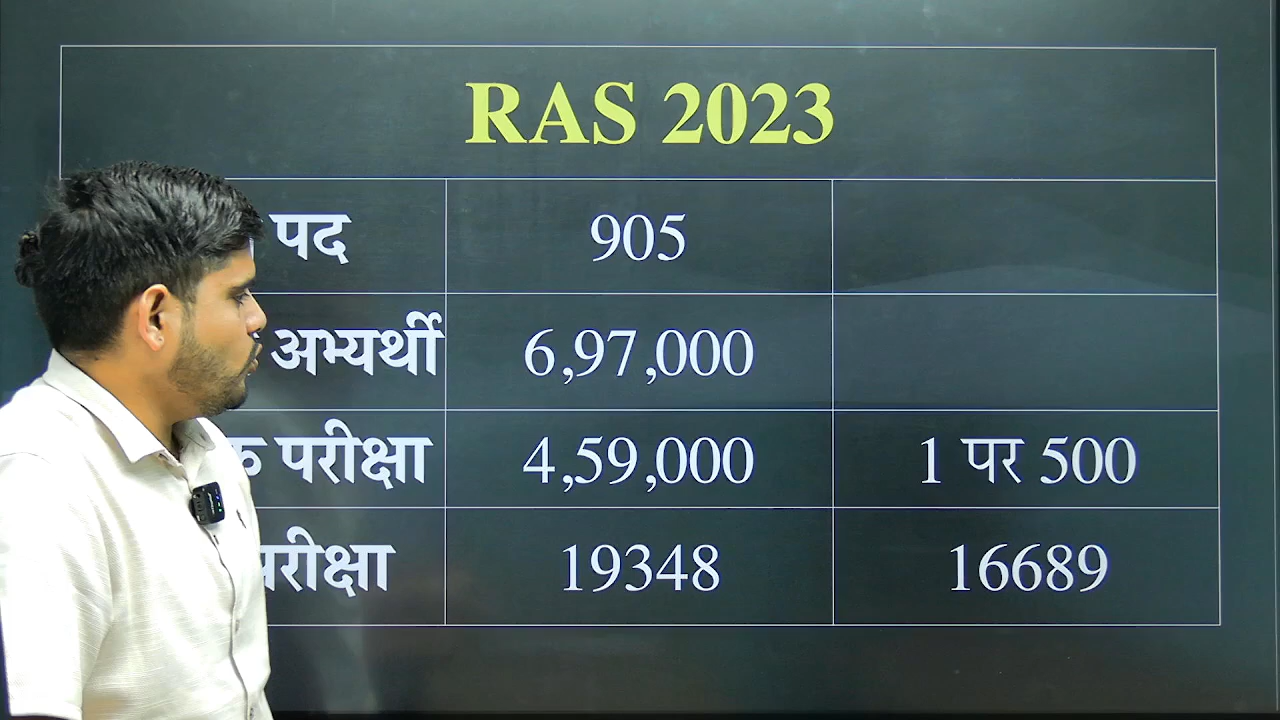 RAS 2023
पद 905
अभ्यर्थी 6,97,000
परीक्षा 4,59,000 1 पर 500
परीक्षा 19348 16689